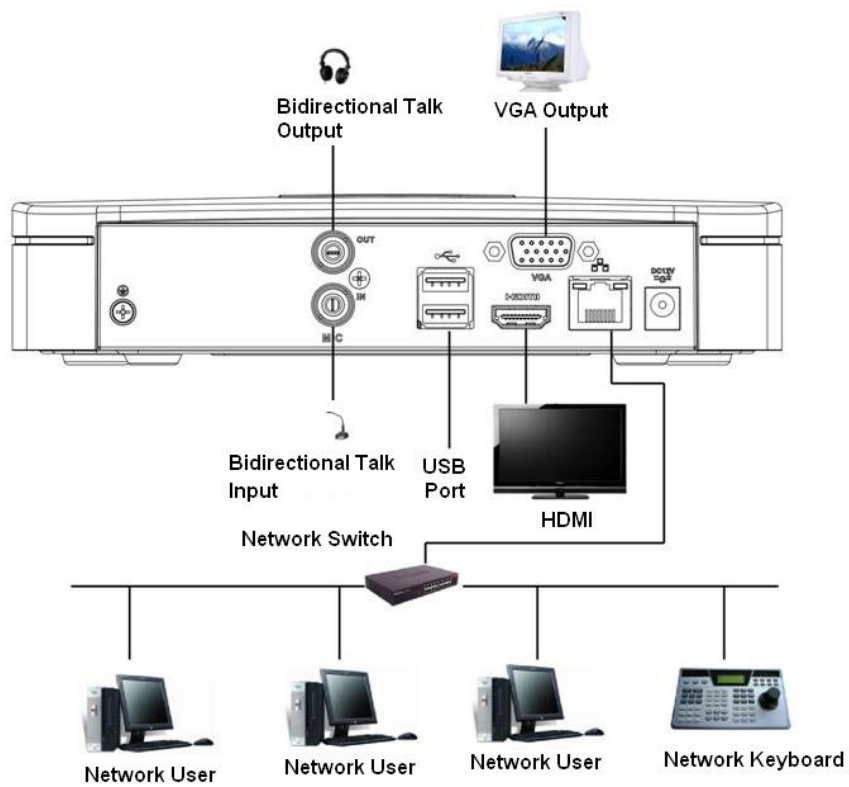 Bidirectional Talk
Output
VGA Output
OUT
IN
MIC
VGA
HDMI
DC12V
Bidirectional Talk
Input
USB
Port
HDMI
Network Switch
Network User
Network User
Network User
Network Keyboard